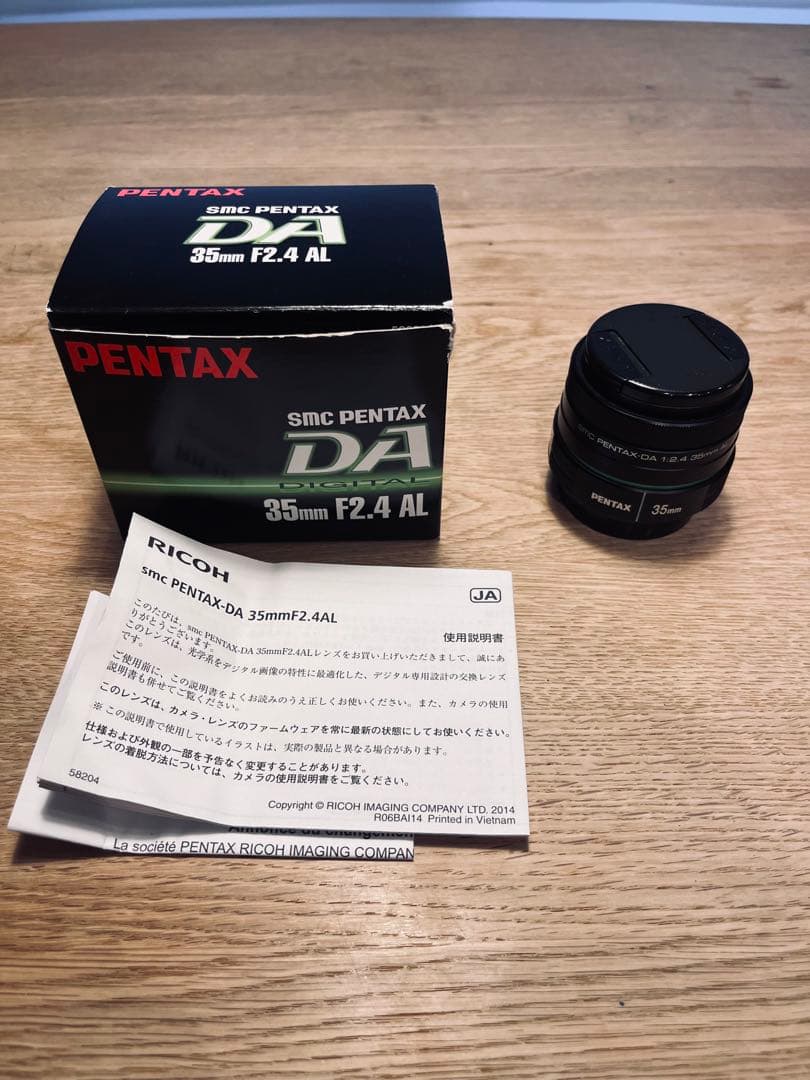 PENTAX
smc PENTAX
DA
35mm F2.4 AL
PENTAX
smc PENTAX
DA
DIGITAL
35mm F2.4 AL
smc PENTAX-DA 1:2.4 35mm
PENTAX
35mm
RICOH
smc PENTAX-DA 35mmF2.4AL
JA
使用説明書
このたびは、smc PENTAX-DA 35mmF2.4ALレンズをお買い上げいただきまして、誠にあ
りがとうございます。
このレンズは、光学系をデジタル画像の特性に最適化した、デジタル専用設計の交換レンズ
です。
ご使用前に、この説明書をよくお読みのうえ正しくお使いください。また、カメラの使用
説明書も併せてご覧ください。
このレンズは、カメラ・レンズのファームウェアを常に最新の状態にしてお使いください。
※ この説明書で使用しているイラストは、実際の製品と異なる場合があります。
仕様および外観の一部を予告なく変更することがあります。
レンズの着脱方法については、カメラの使用説明書をご覧ください。
58204
Copyright © RICOH IMAGING COMPANY LTD. 2014
R06BAI14 Printed in Vietnam
Annonce du changement
La société PENTAX RICOH IMAGING COMPAN